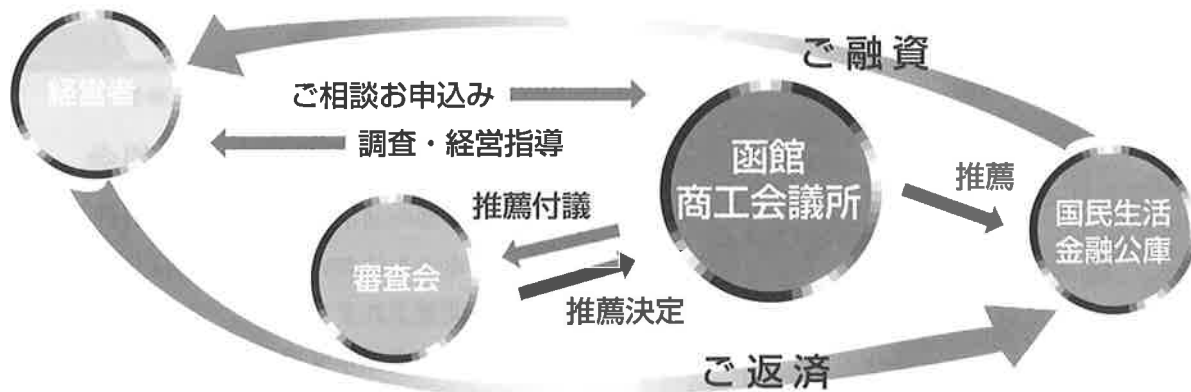 ご融資
経営者
ご相談お申込み
調査・経営指導
函館
商工会議所
推薦
国民生活
金融公庫
推薦付議
審査会
推薦決定
ご返済